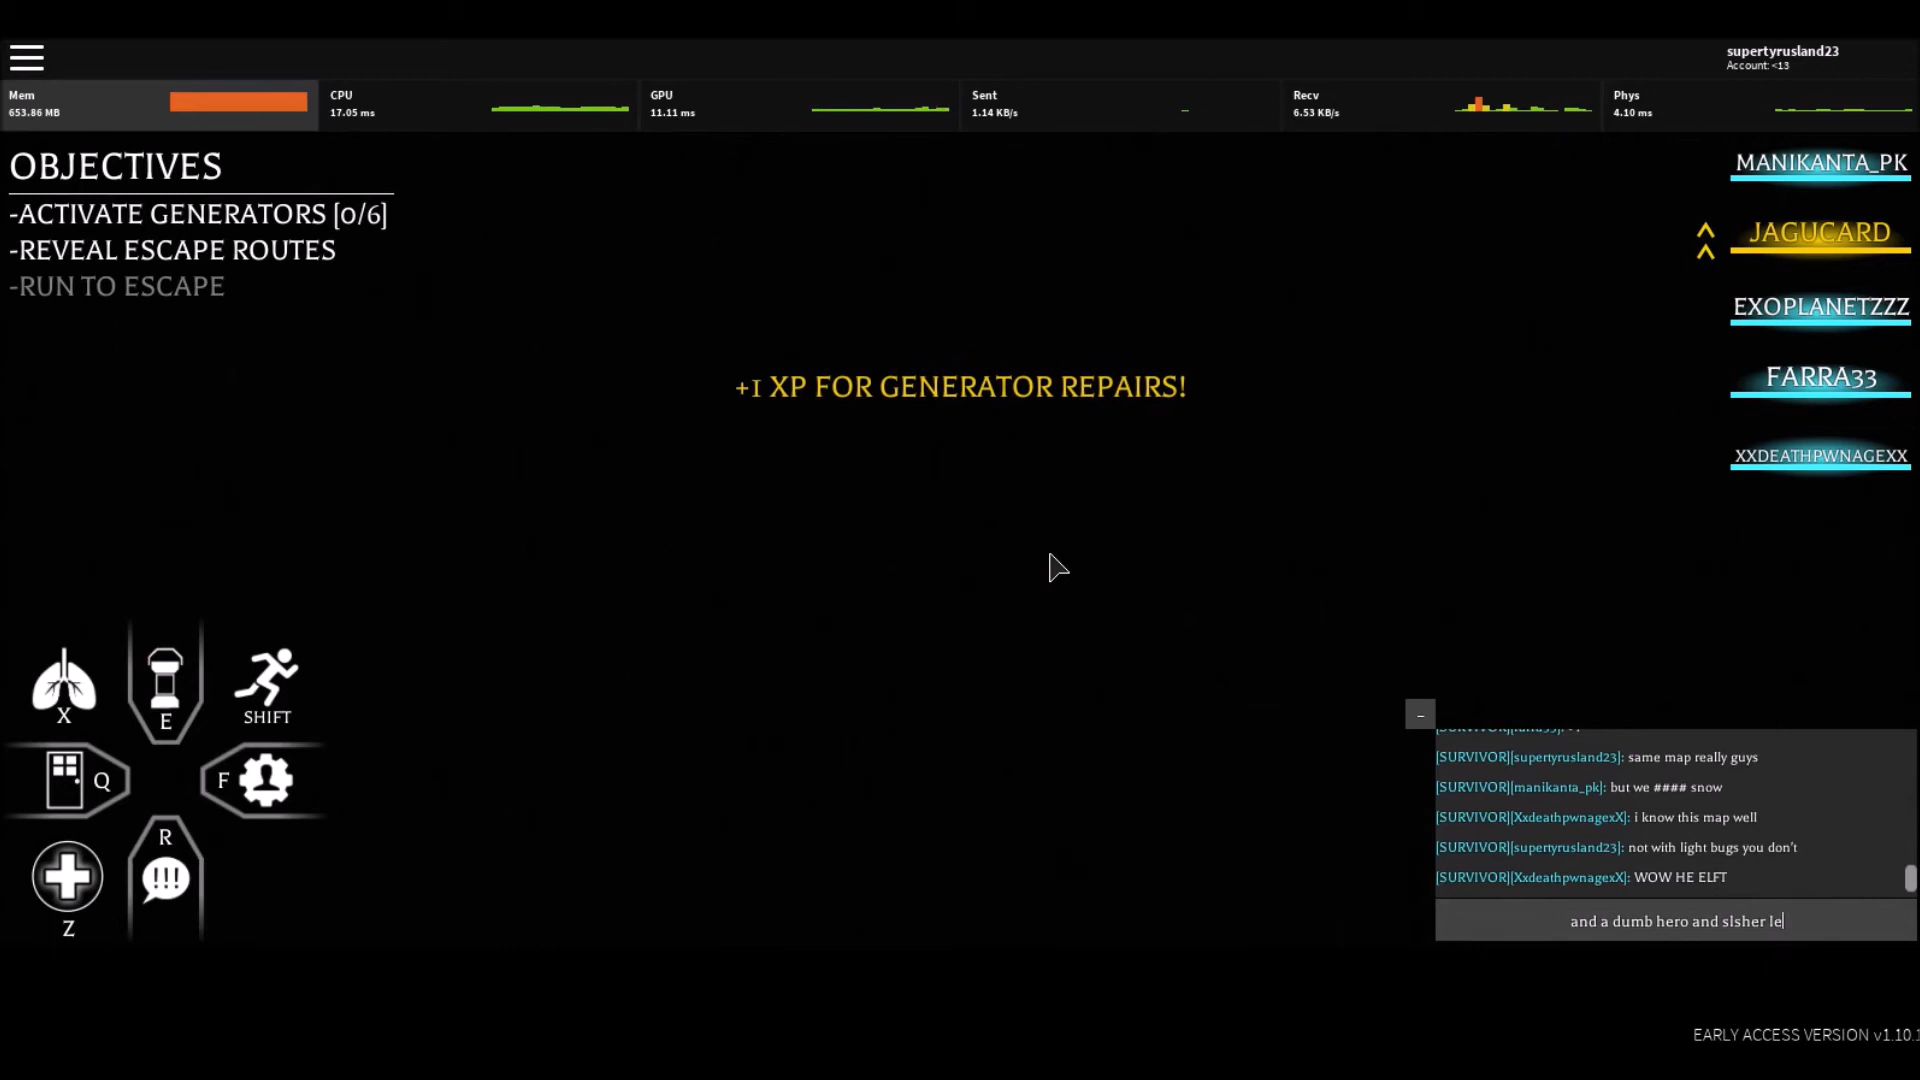 supertyrusland23
Account: <13
Mem
653.86 MB
CPU
17.05 ms
GPU
11.11 ms
Sent
1.14 KB/s
Recv
6.53 KB/s
Phys
4.10 ms
OBJECTIVES
-ACTIVATE GENERATORS [0/6]
-REVEAL ESCAPE ROUTES
-RUN TO ESCAPE
MANIKANTA_PK
JAGUCARD
EXOPLANETZZZ
FARRA33
XXDEATHPWNAGEXX
+1 XP FOR GENERATOR REPAIRS!
X
E
SHIFT
Q
F
R
!!!
Z
[SURVIVOR][supertyrusland23]: same map really guys
[SURVIVOR][manikanta_pk]: but we #### snow
[SURVIVOR][XxdeathpwnagexX]: i know this map well
[SURVIVOR][supertyrusland23]: not with light bugs you don't
[SURVIVOR][XxdeathpwnagexX]: WOW HE ELFT
and a dumb hero and slsher le
EARLY ACCESS VERSION v1.10.1